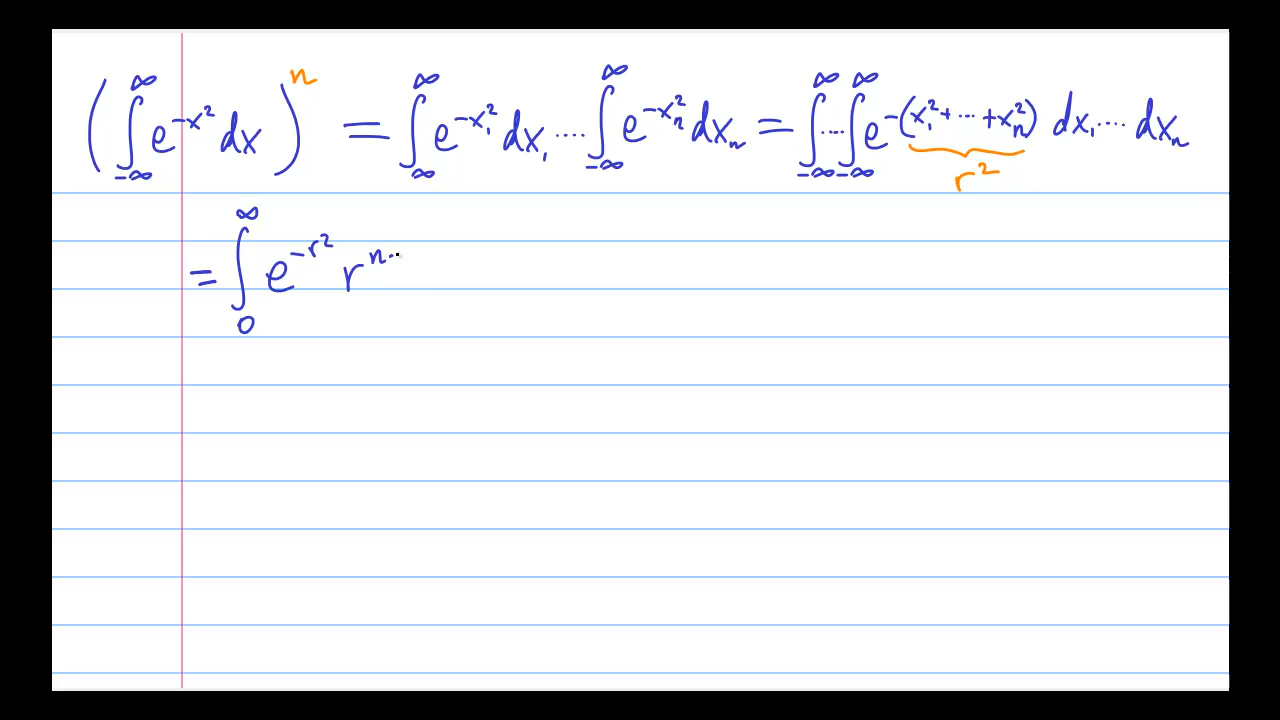 (∫_{-∞}^{∞} e^{-x²} dx)^n = ∫_{∞}^{∞} e^{-x₁²} dx₁ .... ∫_{-∞}^{∞} e^{-x_n²} dx_n = ∫_{-∞}^{∞} .... ∫_{-∞}^{∞} e^{-(x₁² + ... + x_n²)} dx₁ .... dx_n
r²
= ∫_{0}^{∞} e^{-r²} r^{n-}